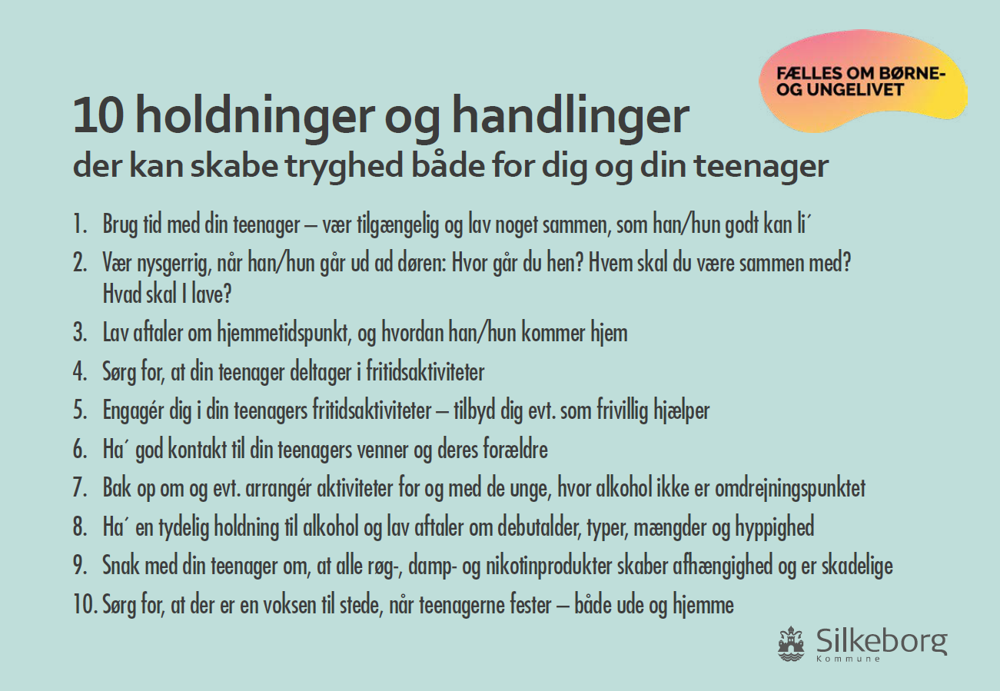 FÆLLES OM BØRNE-
OG UNGELIVET
10 holdninger og handlinger
der kan skabe tryghed både for dig og din teenager
1. Brug tid med din teenager – vær tilgængelig og lav noget sammen, som han/hun godt kan li´
2. Vær nysgerrig, når han/hun går ud ad døren: Hvor går du hen? Hvem skal du være sammen med?
Hvad skal I lave?
3. Lav aftaler om hjemmetidspunkt, og hvordan han/hun kommer hjem
4. Sørg for, at din teenager deltager i fritidsaktiviteter
5. Engagér dig i din teenagers fritidsaktiviteter – tilbyd dig evt. som frivillig hjælper
6. Ha´ god kontakt til din teenagers venner og deres forældre
7. Bak op om og evt. arrangér aktiviteter for og med de unge, hvor alkohol ikke er omdrejningspunktet
8. Ha´ en tydelig holdning til alkohol og lav aftaler om debutalder, typer, mængder og hyppighed
9. Snak med din teenager om, at alle røg-, damp- og nikotinprodukter skaber afhængighed og er skadelige
10. Sørg for, at der er en voksen til stede, når teenagerne fester – både ude og hjemme
Silkeborg
Kommune